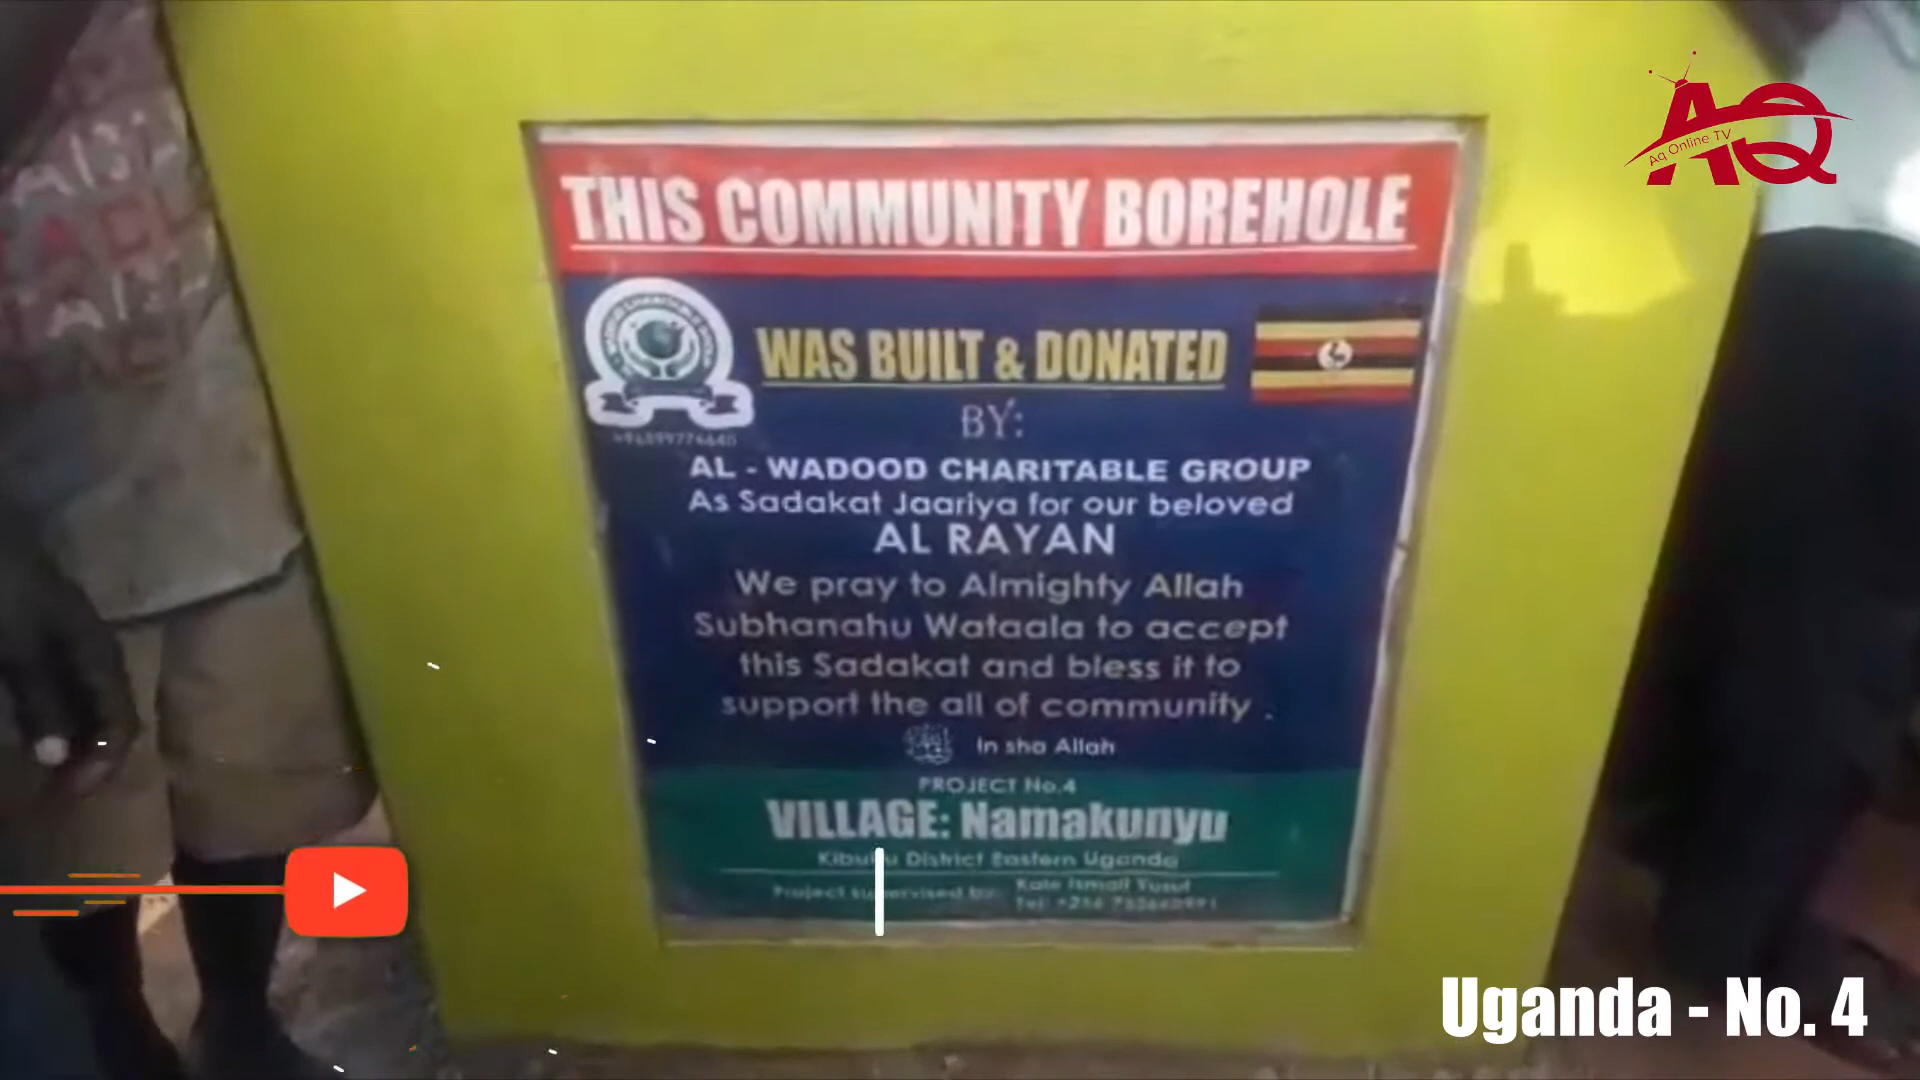 AQ
Aq Online TV
THIS COMMUNITY BOREHOLE
WAS BUILT & DONATED
BY:
AL - WADOOD CHARITABLE GROUP
As Sadakat Jaariya for our beloved
AL RAYAN
We pray to Almighty Allah
Subhanahu Wataala to accept
this Sadakat and bless it to
support the all of community .
In sha Allah
PROJECT No.4
VILLAGE: Namakunyu
District Eastern Uganda
Project supervised by: Kate Ismail Yusuf
Tel: +256
Uganda - No. 4